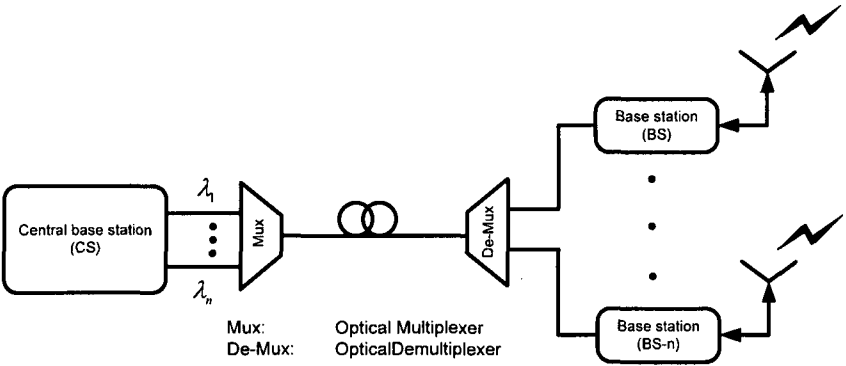 Base station
(BS)
λ1
Central base station
(CS)
Mux
De-Mux
λn
Base station
(BS-n)
Mux: Optical Multiplexer
De-Mux: OpticalDemultiplexer